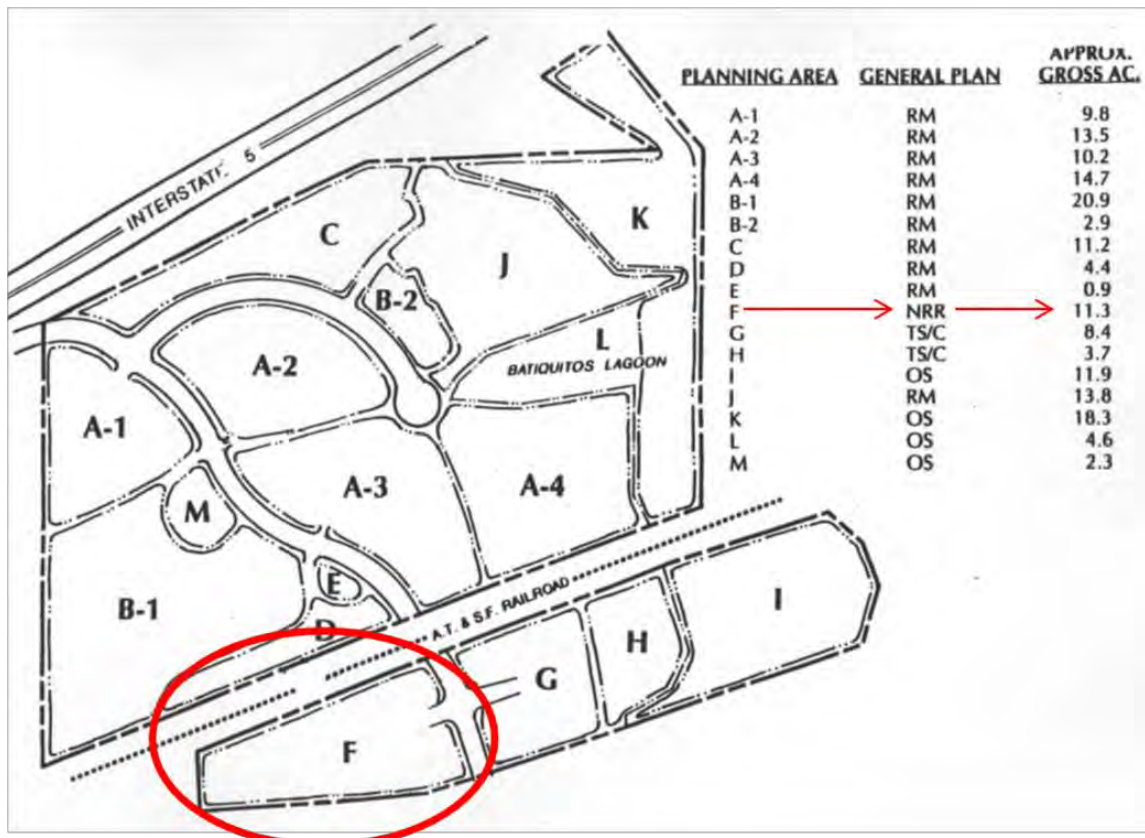 APPROX.
PLANNING AREA GENERAL PLAN GROSS AC.
A-1 RM 9.8
A-2 RM 13.5
A-3 RM 10.2
A-4 RM 14.7
B-1 RM 20.9
B-2 RM 2.9
C RM 11.2
D RM 4.4
E RM 0.9
F NRR 11.3
G TS/C 8.4
H TS/C 3.7
I OS 11.9
J RM 13.8
K OS 18.3
L OS 4.6
M OS 2.3
INTERSTATE 5
C
K
J
B-2
L
BATIQUITOS LAGOON
A-2
A-1
A-3
A-4
M
E
B-1
D
A.T. & S.F. RAILROAD
I
H
G
F